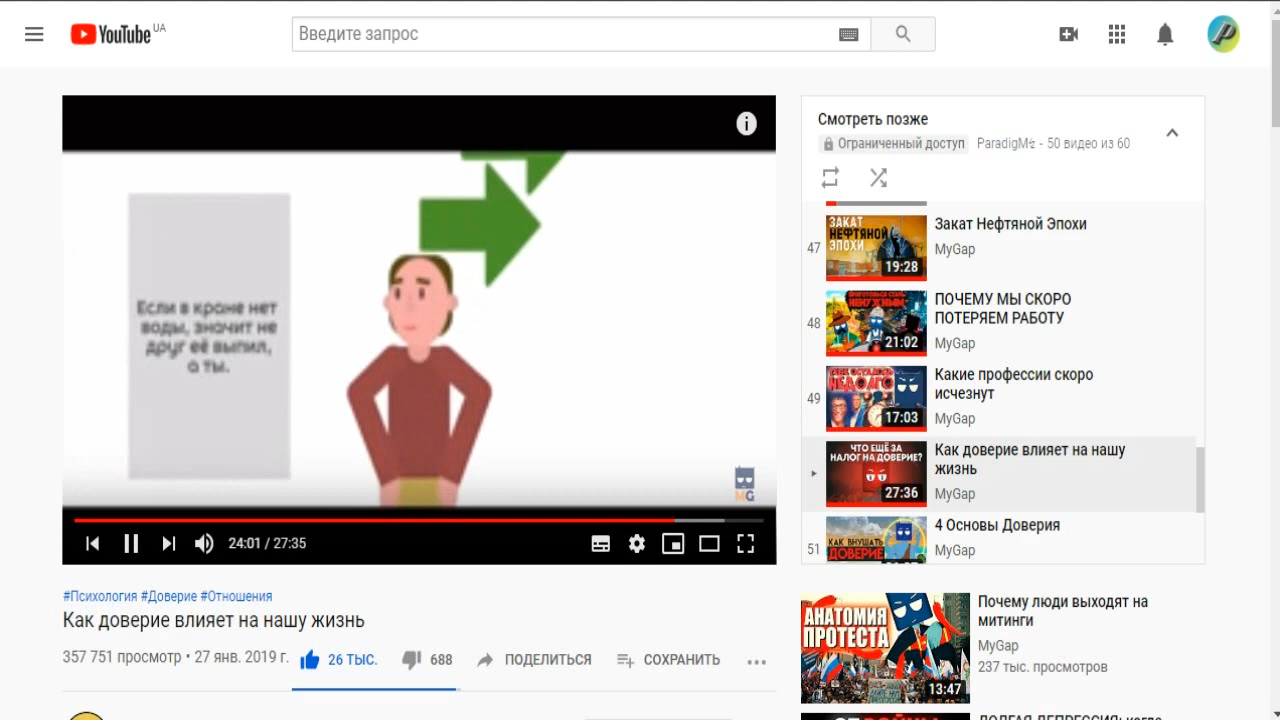 YouTube UA
Введите запрос
Если в кране нет
воды, значит не
друг её выпил,
а ты.
MG
24:01 / 27:35
#Психология #Доверие #Отношения
Как доверие влияет на нашу жизнь
357 751 просмотр • 27 янв. 2019 г.
26 ТЫС.
688
ПОДЕЛИТЬСЯ
СОХРАНИТЬ
Смотреть позже
Ограниченный доступ
50 видео из 60
47
ЗАКАТ
НЕФТЯНОЙ
ЭПОХИ
19:28
Закат Нефтяной Эпохи
MyGap
48
21:02
ПОЧЕМУ МЫ СКОРО
ПОТЕРЯЕМ РАБОТУ
MyGap
49
НЕДОЛГО
17:03
Какие профессии скоро
исчезнут
MyGap
ЧТО ЕЩЁ ЗА
НАЛОГ НА ДОВЕРИЕ?
27:36
Как доверие влияет на нашу
жизнь
MyGap
51
КАК ВНУШАТЬ
ДОВЕРИЕ
4 Основы Доверия
MyGap
АНАТОМИЯ
ПРОТЕСТА
13:47
Почему люди выходят на
митинги
MyGap
237 тыс. просмотров